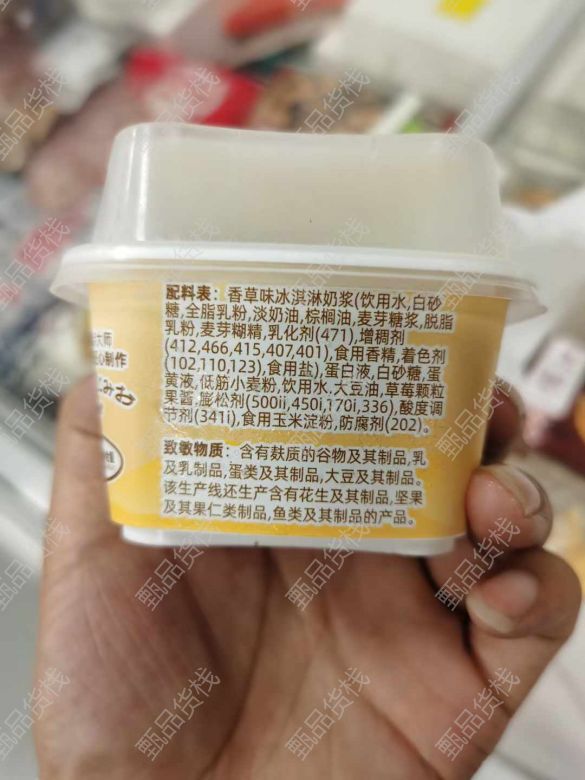 配料表：香草味冰淇淋奶浆(饮用水,白砂
糖,全脂乳粉,淡奶油,棕榈油,麦芽糖浆,脱脂
乳粉,麦芽糊精,乳化剂(471),增稠剂
(412,466,415,407,401),食用香精,着色剂
(102,110,123),食用盐),蛋白液,白砂糖,蛋
黄液,低筋小麦粉,饮用水,大豆油,草莓颗粒
果酱,膨松剂(500ii,450i,170i,336),酸度调
节剂(341i),食用玉米淀粉,防腐剂(202)。
致敏物质：含有麸质的谷物及其制品,乳
及乳制品,蛋类及其制品,大豆及其制品。
该生产线还生产含有花生及其制品,坚果
及其果仁类制品,鱼类及其制品的产品。
大师
心制作
甄品货栈